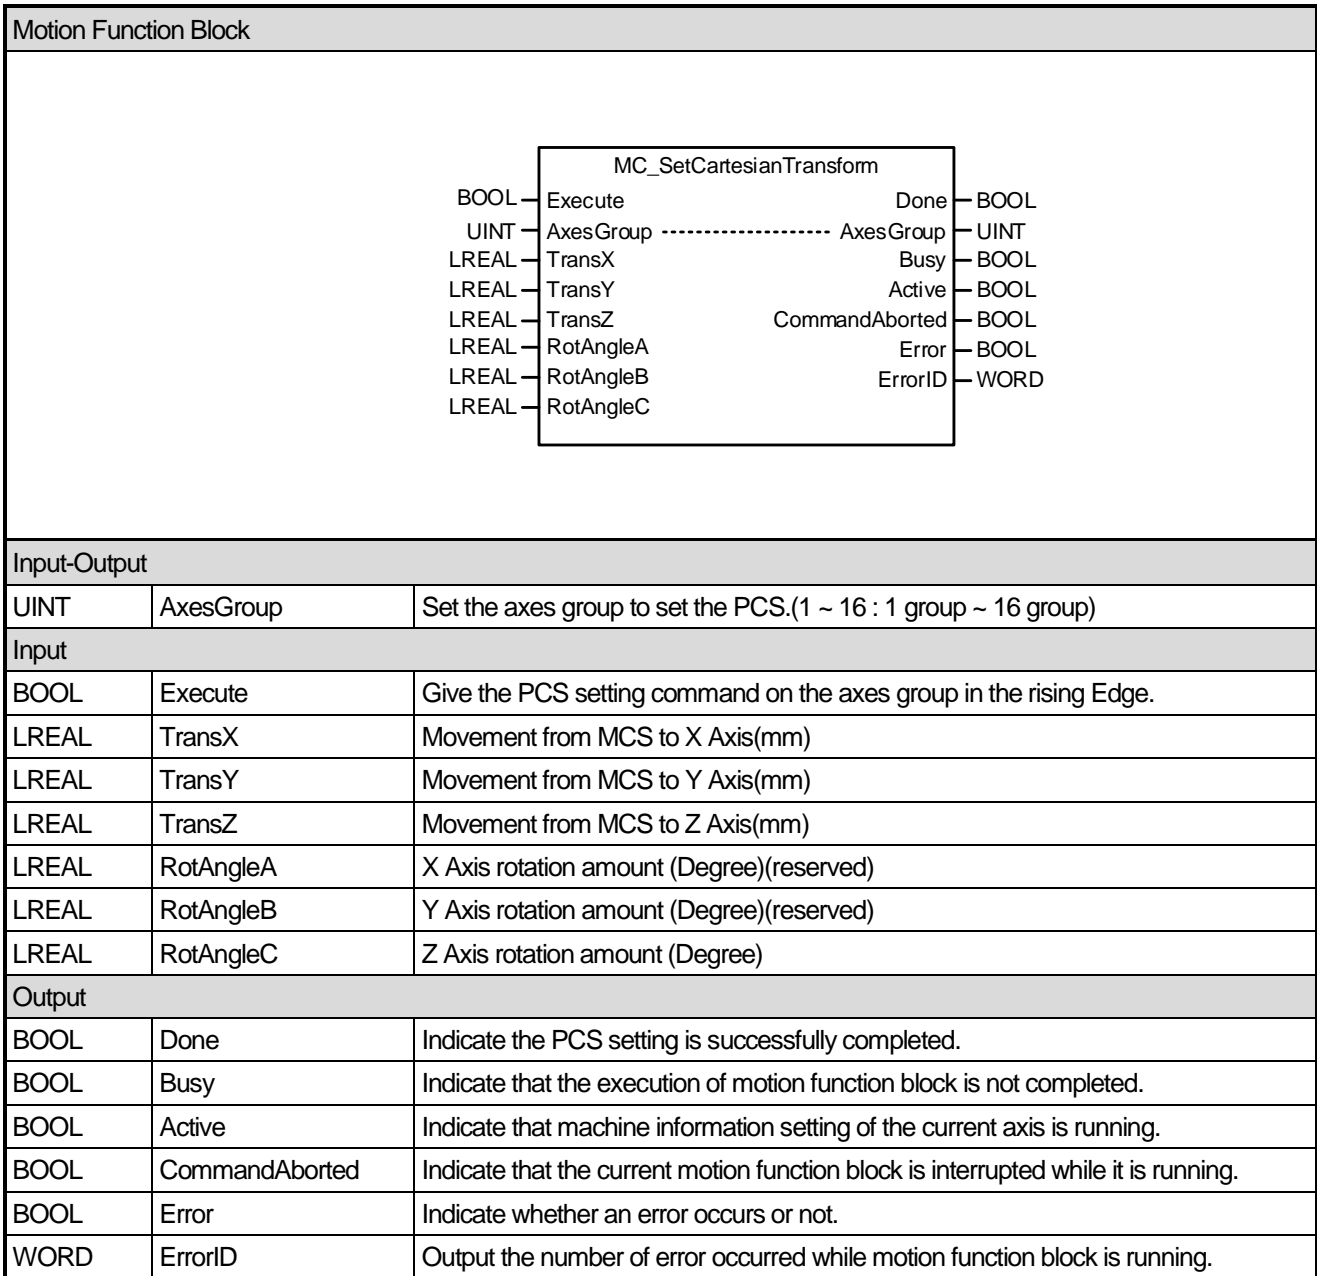 Motion Function Block
MC_SetCartesianTransform
BOOL Execute Done BOOL
UINT AxesGroup AxesGroup UINT
LREAL TransX Busy BOOL
LREAL TransY Active BOOL
LREAL TransZ CommandAborted BOOL
LREAL RotAngleA Error BOOL
LREAL RotAngleB ErrorID WORD
LREAL RotAngleC
Input-Output
UINT AxesGroup Set the axes group to set the PCS.(1 ~ 16 : 1 group ~ 16 group)
Input
BOOL Execute Give the PCS setting command on the axes group in the rising Edge.
LREAL TransX Movement from MCS to X Axis(mm)
LREAL TransY Movement from MCS to Y Axis(mm)
LREAL TransZ Movement from MCS to Z Axis(mm)
LREAL RotAngleA X Axis rotation amount (Degree)(reserved)
LREAL RotAngleB Y Axis rotation amount (Degree)(reserved)
LREAL RotAngleC Z Axis rotation amount (Degree)
Output
BOOL Done Indicate the PCS setting is successfully completed.
BOOL Busy Indicate that the execution of motion function block is not completed.
BOOL Active Indicate that machine information setting of the current axis is running.
BOOL CommandAborted Indicate that the current motion function block is interrupted while it is running.
BOOL Error Indicate whether an error occurs or not.
WORD ErrorID Output the number of error occurred while motion function block is running.